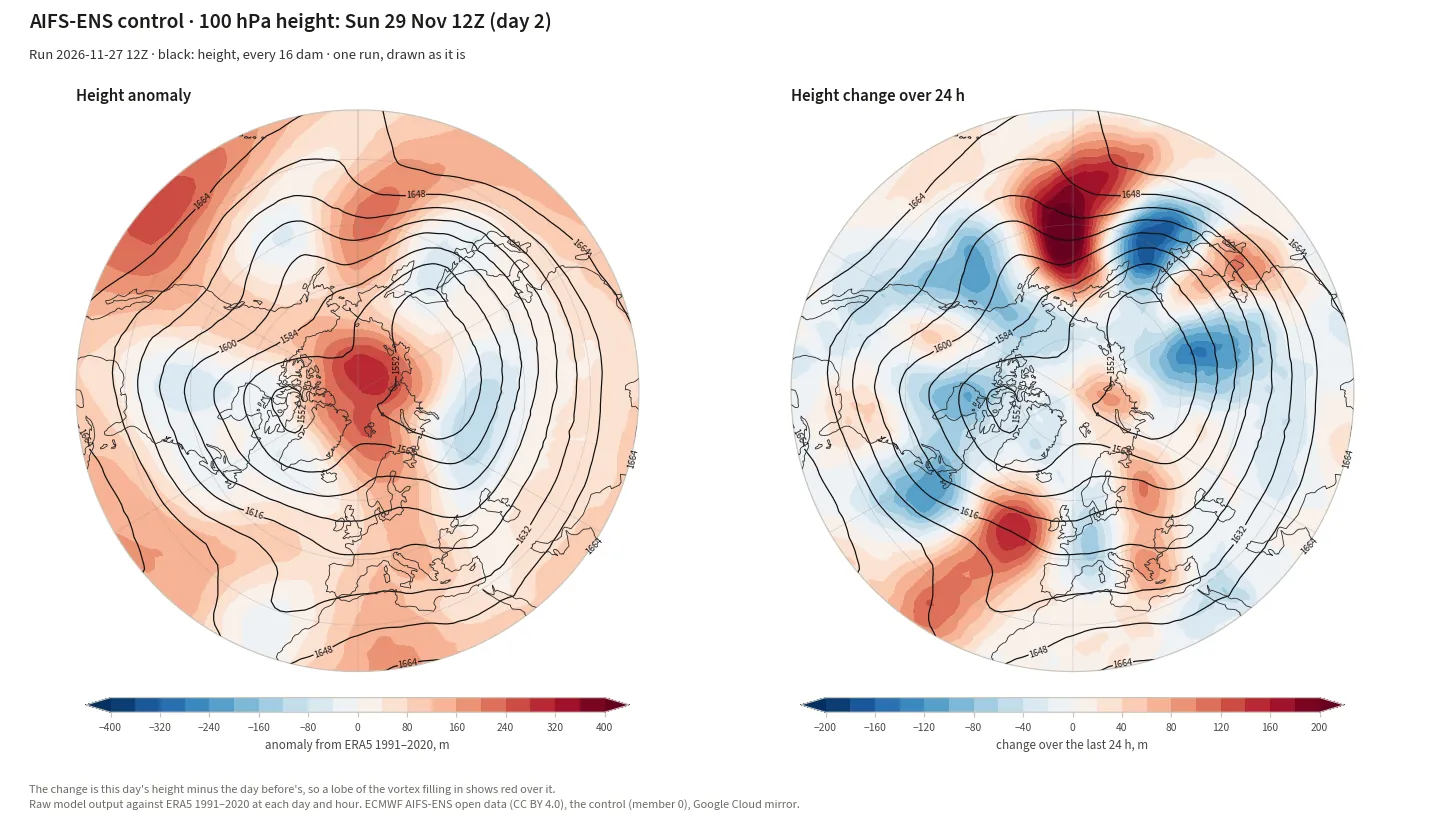 AIFS-ENS control · 100 hPa height: Sun 29 Nov 12Z (day 2)
Run 2026-11-27 12Z · black: height, every 16 dam · one run, drawn as it is
Height anomaly
1664
1648
1664
1600
1584
1552
1552
1616
1632
1664
1664
1648
1664
−400 −320 −240 −160 −80 0 80 160 240 320 400
anomaly from ERA5 1991–2020, m
Height change over 24 h
1664
1648
1664
1600
1584
1552
1552
1616
1632
1664
1664
1648
1664
−200 −160 −120 −80 −40 0 40 80 120 160 200
change over the last 24 h, m
The change is this day's height minus the day before's, so a lobe of the vortex filling in shows red over it.
Raw model output against ERA5 1991–2020 at each day and hour. ECMWF AIFS-ENS open data (CC BY 4.0), the control (member 0), Google Cloud mirror.